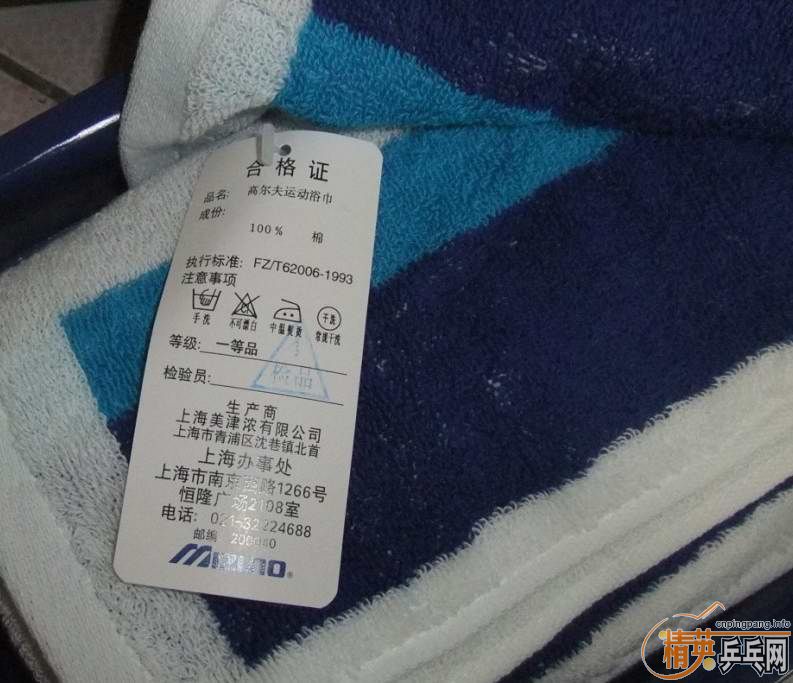 合格证
品名: 高尔夫运动浴巾
成份:
100% 棉
执行标准: FZ/T62006-1993
注意事项
手洗 不可漂白 中温熨烫 干洗 常规干洗
等级: 一等品
检验员:
检品
生产商
上海美津浓有限公司
上海市青浦区沈巷镇北首
上海办事处
上海市南京西路1266号
恒隆广场2108室
电话: 021-32224688
邮编: 200040
MIZUNO®
cnpingpang.info
精英乒乓网